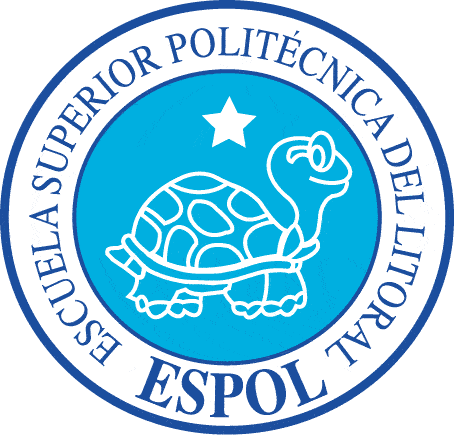 ESCUELA SUPERIOR POLITÉCNICA DEL LITORAL
ESPOL